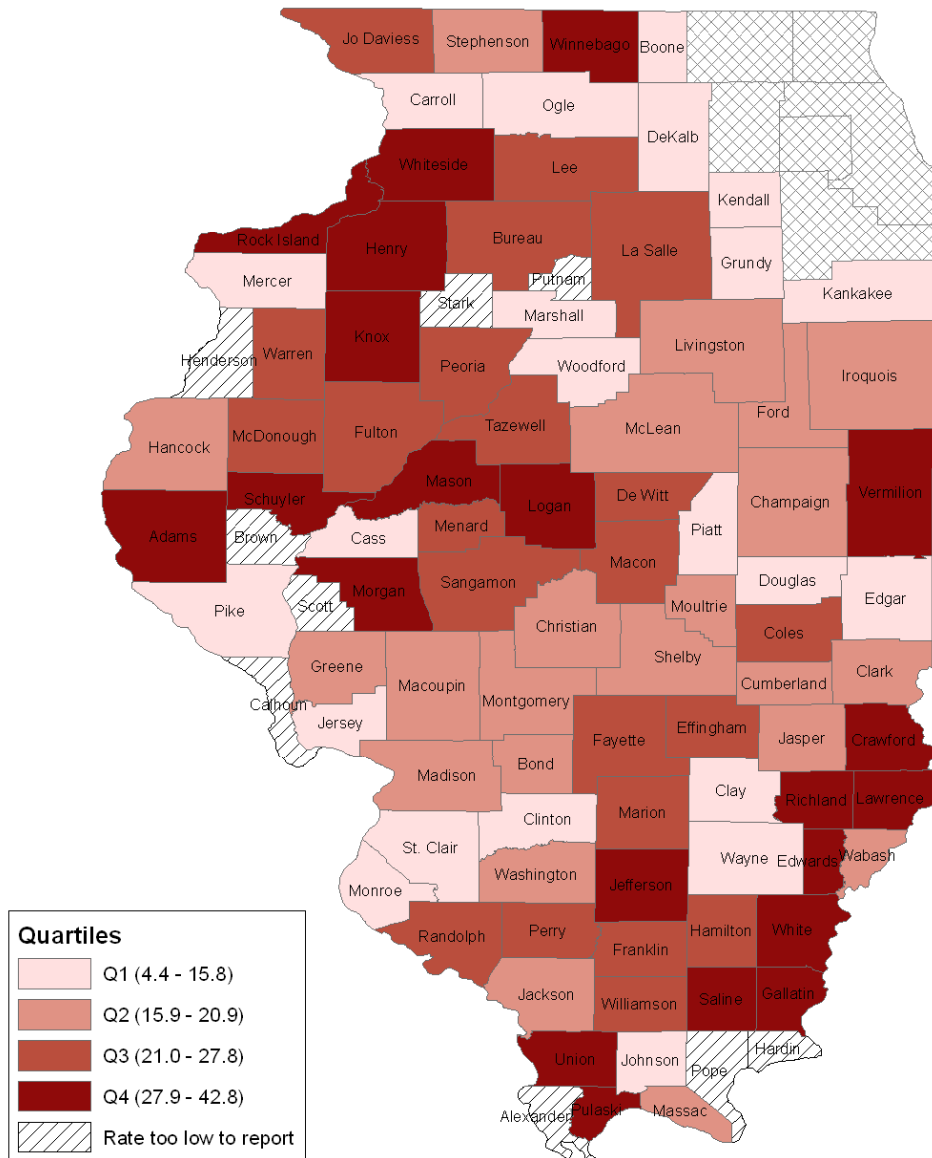 Jo Daviess
Stephenson
Winnebago
Boone
Carroll
Ogle
DeKalb
Whiteside
Lee
Kendall
Rock Island
Henry
Bureau
La Salle
Grundy
Mercer
Putnam
Kankakee
Stark
Marshall
Henderson
Warren
Knox
Peoria
Woodford
Livingston
Iroquois
Hancock
McDonough
Fulton
Tazewell
McLean
Ford
Schuyler
Mason
Logan
De Witt
Champaign
Vermilion
Adams
Brown
Cass
Menard
Piatt
Macon
Pike
Scott
Morgan
Sangamon
Douglas
Edgar
Christian
Moultrie
Coles
Greene
Macoupin
Shelby
Cumberland
Clark
Calhoun
Jersey
Montgomery
Fayette
Effingham
Jasper
Crawford
Madison
Bond
Clay
Richland
Lawrence
Clinton
Marion
St. Clair
Wayne
Edwards
Wabash
Monroe
Washington
Jefferson
Randolph
Perry
Franklin
Hamilton
White
Jackson
Williamson
Saline
Gallatin
Union
Johnson
Pope
Hardin
Alexander
Pulaski
Massac
Quartiles
Q1 (4.4 - 15.8)
Q2 (15.9 - 20.9)
Q3 (21.0 - 27.8)
Q4 (27.9 - 42.8)
Rate too low to report